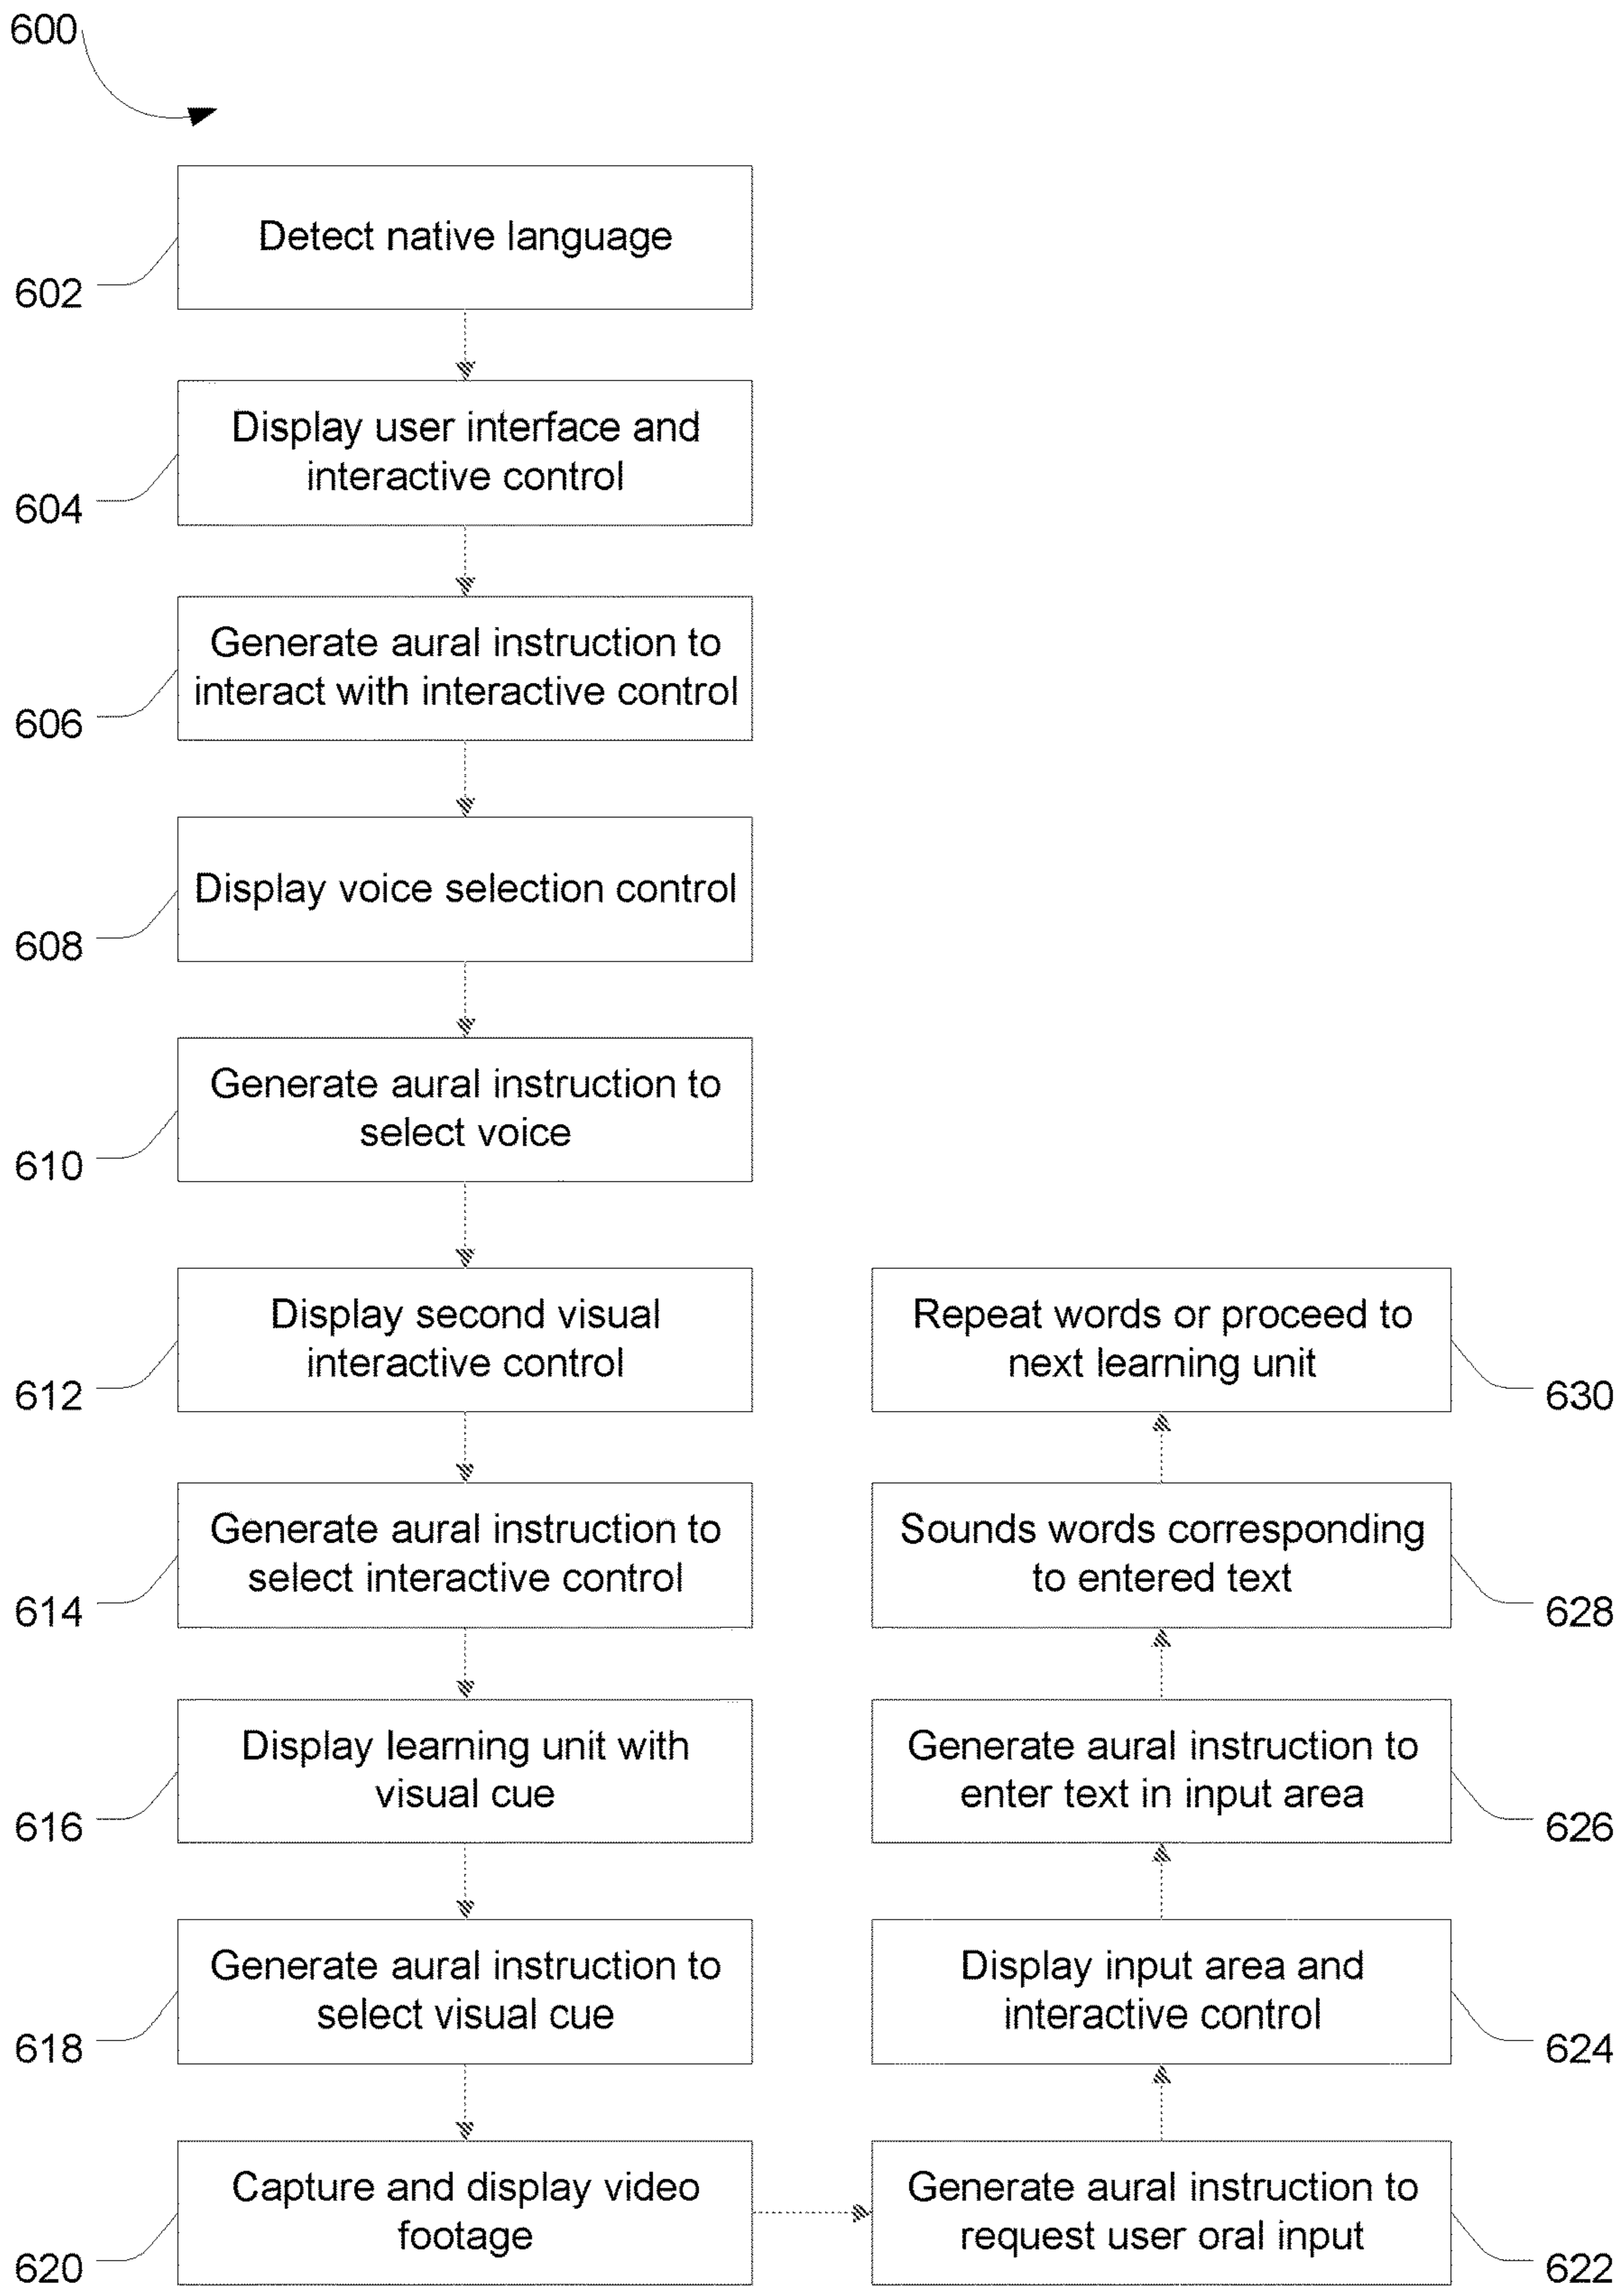 600
Detect native language
602
Display user interface and
interactive control
604
Generate aural instruction to
interact with interactive control
606
Display voice selection control
608
Generate aural instruction to
select voice
610
Display second visual
interactive control
612
Generate aural instruction to
select interactive control
614
Display learning unit with
visual cue
616
Generate aural instruction to
select visual cue
618
Capture and display video
footage
620
Generate aural instruction to
request user oral input
622
Display input area and
interactive control
624
Generate aural instruction to
enter text in input area
626
Sounds words corresponding
to entered text
628
Repeat words or proceed to
next learning unit
630